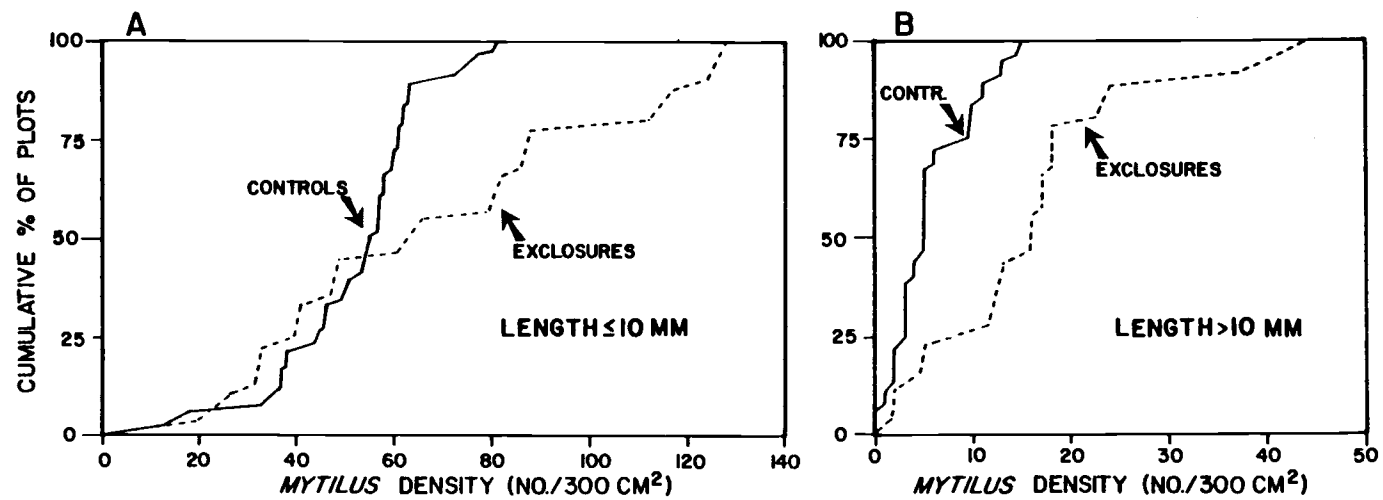 A
CUMULATIVE % OF PLOTS
100
75
50
25
0
CONTROLS
EXCLOSURES
LENGTH ≤ 10 MM
0 20 40 60 80 100 120 140
MYTILUS DENSITY (NO./300 CM²)
B
100
75
50
25
0
CONTR.
EXCLOSURES
LENGTH > 10 MM
0 10 20 30 40 50
MYTILUS DENSITY (NO./300 CM²)